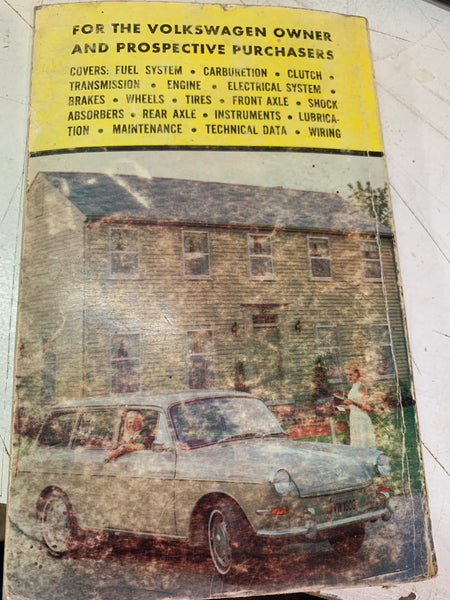 FOR THE VOLKSWAGEN OWNER
AND PROSPECTIVE PURCHASERS
COVERS: FUEL SYSTEM • CARBURETION • CLUTCH •
TRANSMISSION • ENGINE • ELECTRICAL SYSTEM •
BRAKES • WHEELS • TIRES • FRONT AXLE • SHOCK
ABSORBERS • REAR AXLE • INSTRUMENTS • LUBRICA-
TION • MAINTENANCE • TECHNICAL DATA • WIRING